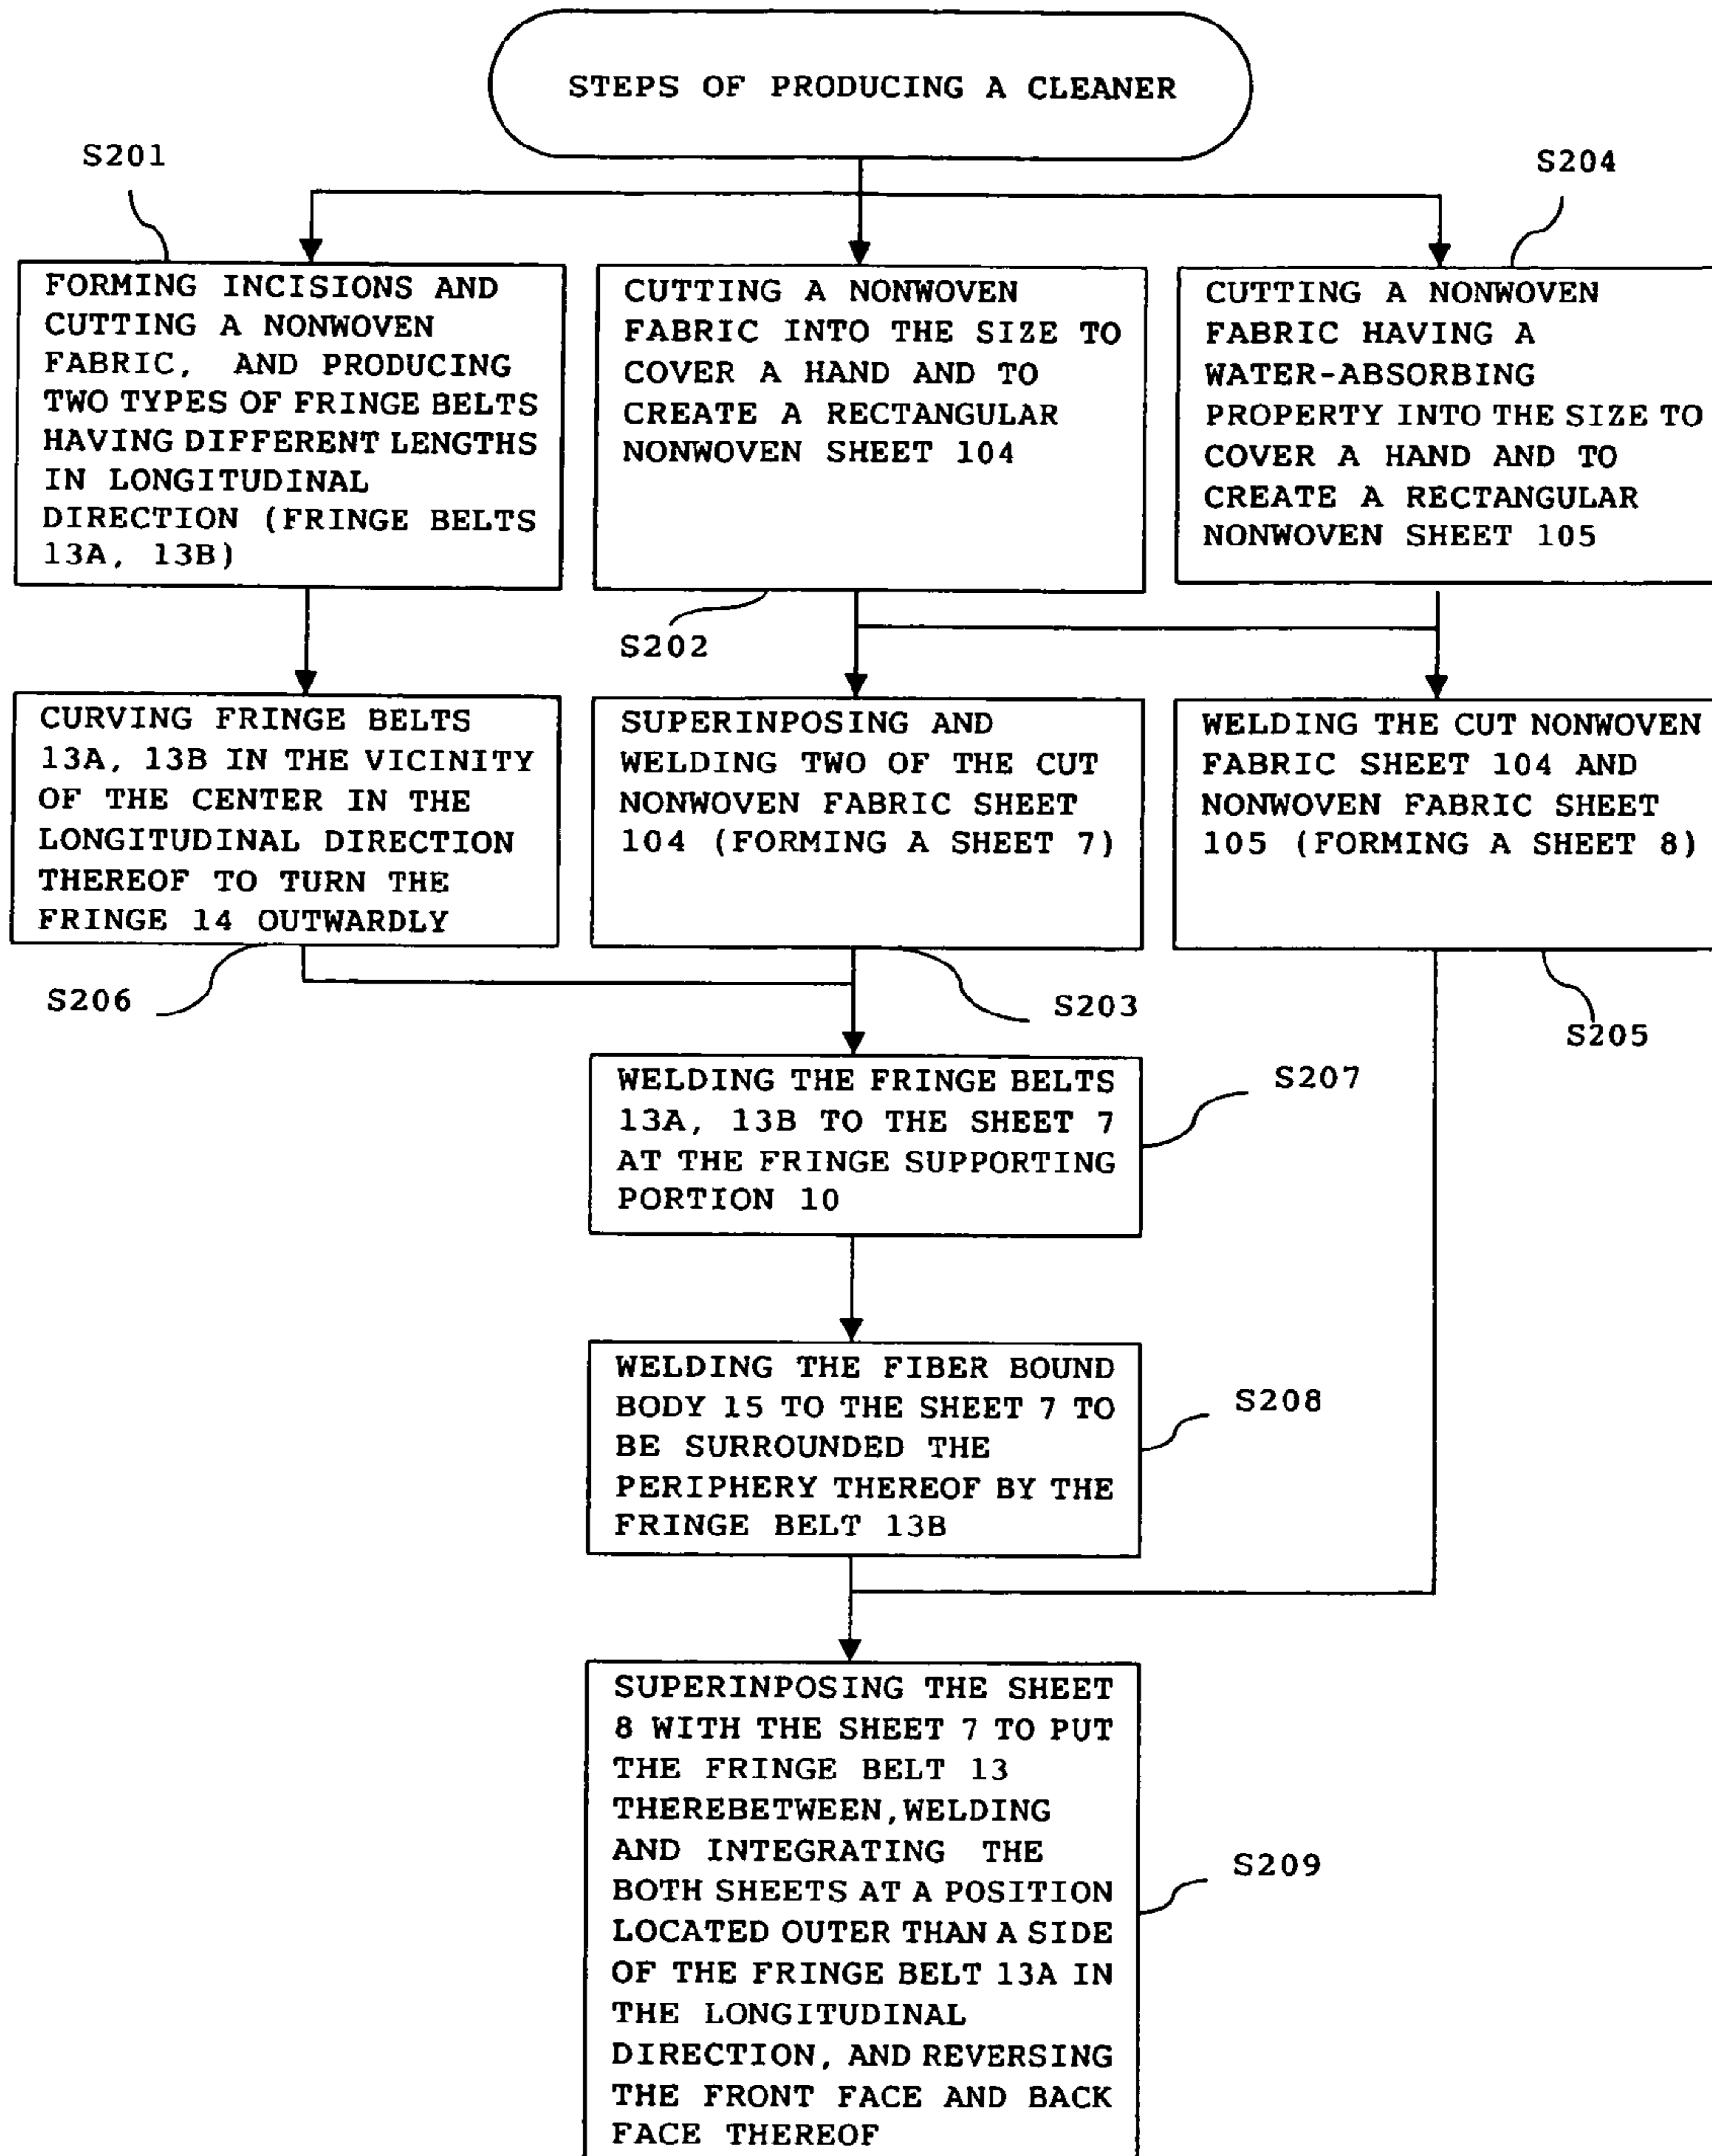 STEPS OF PRODUCING A CLEANER
S201
S204
FORMING INCISIONS AND
CUTTING A NONWOVEN
FABRIC, AND PRODUCING
TWO TYPES OF FRINGE BELTS
HAVING DIFFERENT LENGTHS
IN LONGITUDINAL
DIRECTION (FRINGE BELTS
13A, 13B)
CUTTING A NONWOVEN
FABRIC INTO THE SIZE TO
COVER A HAND AND TO
CREATE A RECTANGULAR
NONWOVEN SHEET 104
CUTTING A NONWOVEN
FABRIC HAVING A
WATER-ABSORBING
PROPERTY INTO THE SIZE TO
COVER A HAND AND TO
CREATE A RECTANGULAR
NONWOVEN SHEET 105
S202
CURVING FRINGE BELTS
13A, 13B IN THE VICINITY
OF THE CENTER IN THE
LONGITUDINAL DIRECTION
THEREOF TO TURN THE
FRINGE 14 OUTWARDLY
SUPERINPOSING AND
WELDING TWO OF THE CUT
NONWOVEN FABRIC SHEET
104 (FORMING A SHEET 7)
WELDING THE CUT NONWOVEN
FABRIC SHEET 104 AND
NONWOVEN FABRIC SHEET
105 (FORMING A SHEET 8)
S206
S203
S205
WELDING THE FRINGE BELTS
13A, 13B TO THE SHEET 7
AT THE FRINGE SUPPORTING
PORTION 10
S207
WELDING THE FIBER BOUND
BODY 15 TO THE SHEET 7 TO
BE SURROUNDED THE
PERIPHERY THEREOF BY THE
FRINGE BELT 13B
S208
SUPERINPOSING THE SHEET
8 WITH THE SHEET 7 TO PUT
THE FRINGE BELT 13
THEREBETWEEN, WELDING
AND INTEGRATING THE
BOTH SHEETS AT A POSITION
LOCATED OUTER THAN A SIDE
OF THE FRINGE BELT 13A IN
THE LONGITUDINAL
DIRECTION, AND REVERSING
THE FRONT FACE AND BACK
FACE THEREOF
S209